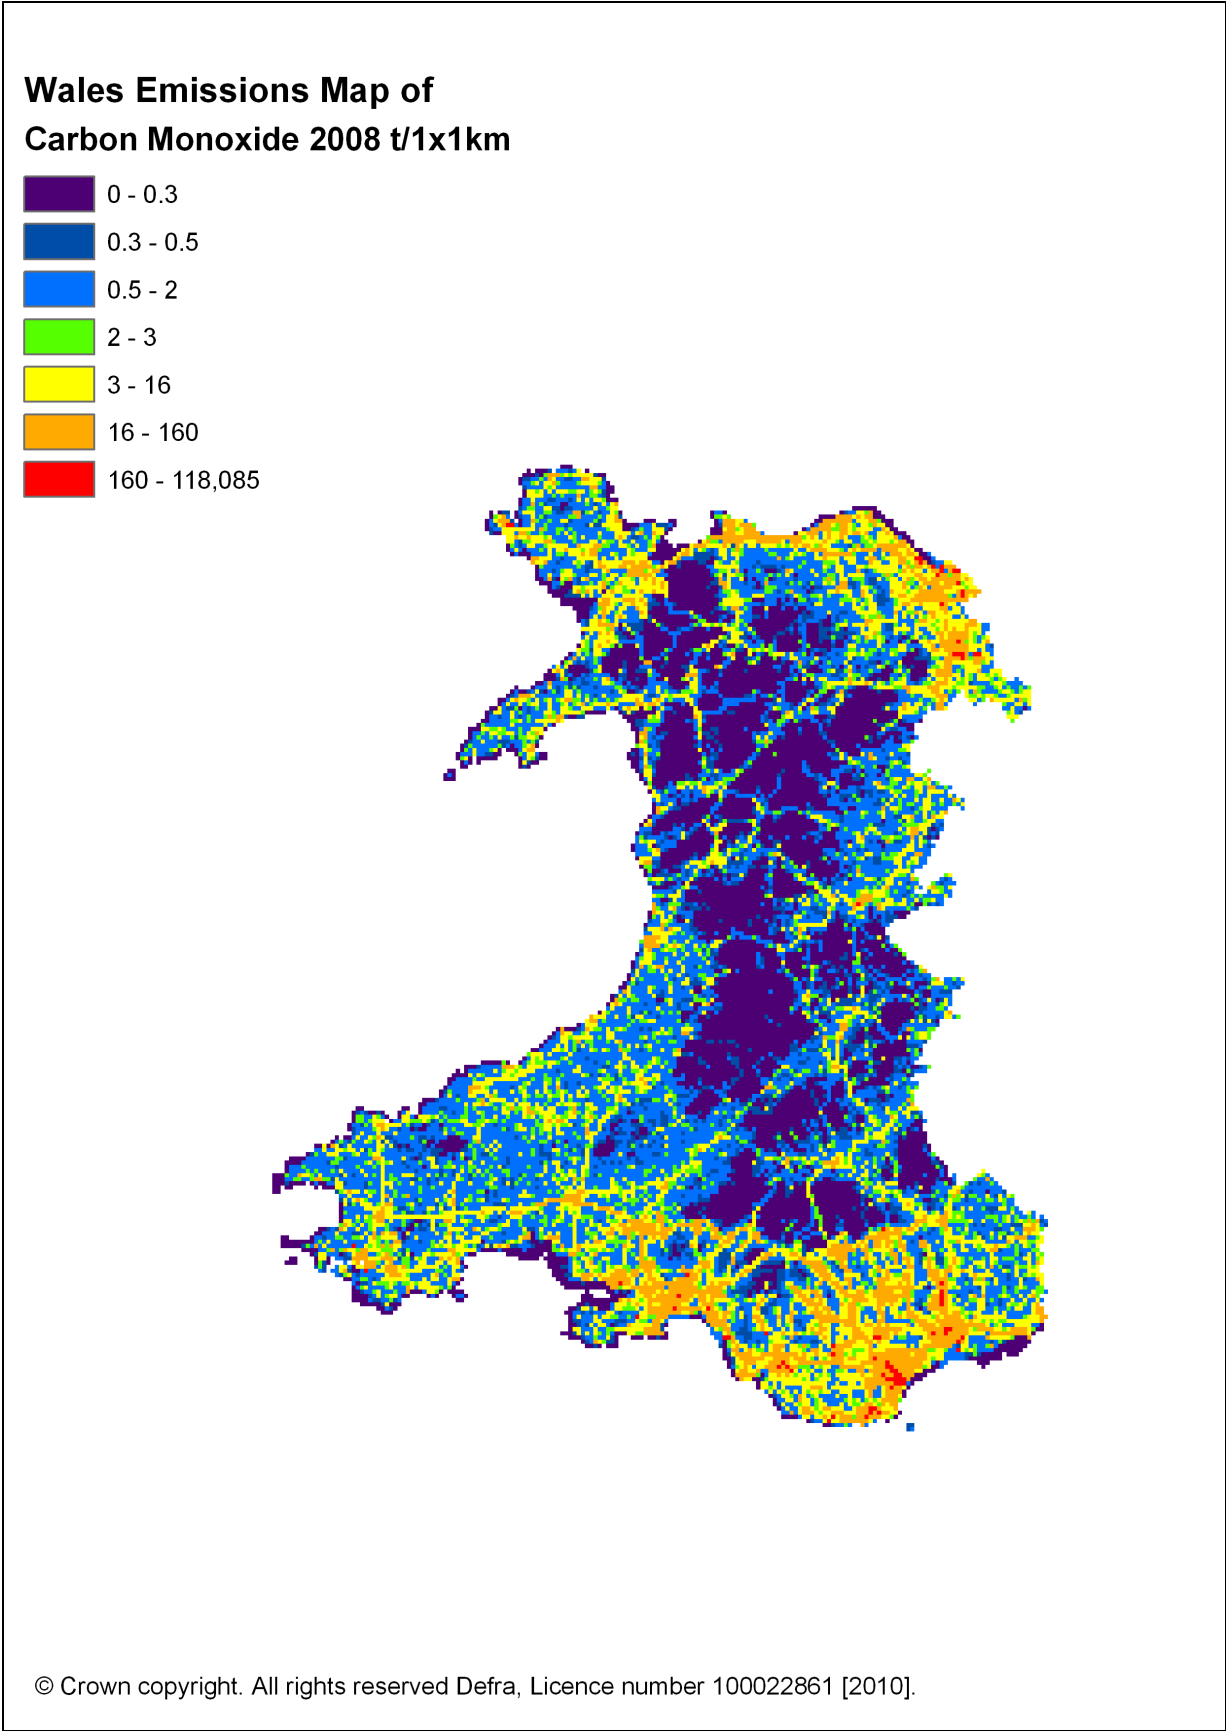 Wales Emissions Map of
Carbon Monoxide 2008 t/1x1km
0 - 0.3
0.3 - 0.5
0.5 - 2
2 - 3
3 - 16
16 - 160
160 - 118,085
© Crown copyright. All rights reserved Defra, Licence number 100022861 [2010].